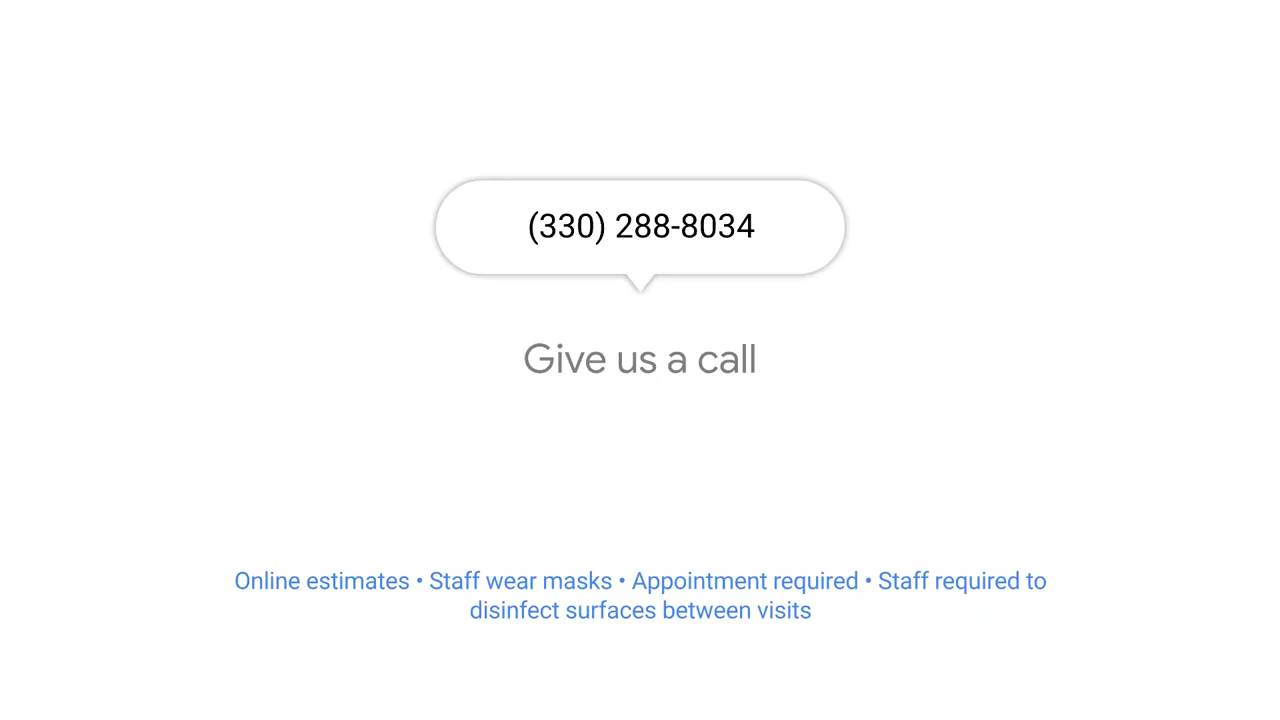 (330) 288-8034
Give us a call
Online estimates • Staff wear masks • Appointment required • Staff required to
disinfect surfaces between visits